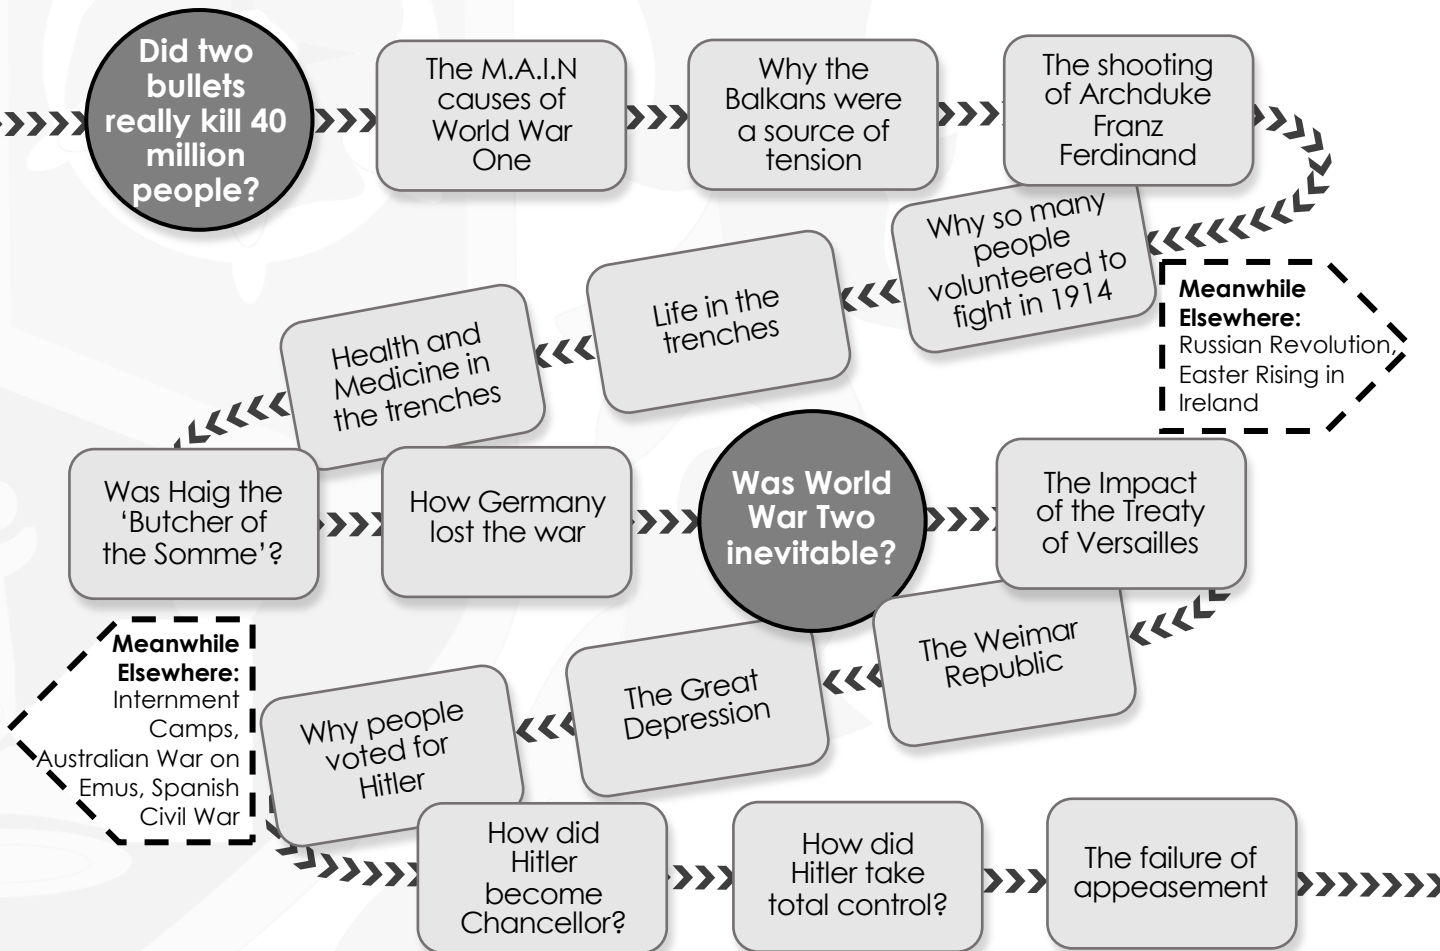 Did two
bullets
really kill 40
million
people?
The M.A.I.N
causes of
World War
One
Why the
Balkans were
a source of
tension
The shooting
of Archduke
Franz
Ferdinand
Why so many
people
volunteered to
fight in 1914
Meanwhile
Elsewhere:
Russian Revolution,
Easter Rising in
Ireland
Life in the
trenches
Health and
Medicine in
the trenches
Was Haig the
‘Butcher of
the Somme’?
How Germany
lost the war
Was World
War Two
inevitable?
The Impact
of the Treaty
of Versailles
The Weimar
Republic
The Great
Depression
Why people
voted for
Hitler
Meanwhile
Elsewhere:
Internment
Camps,
Australian War on
Emus, Spanish
Civil War
How did
Hitler
become
Chancellor?
How did
Hitler take
total control?
The failure of
appeasement